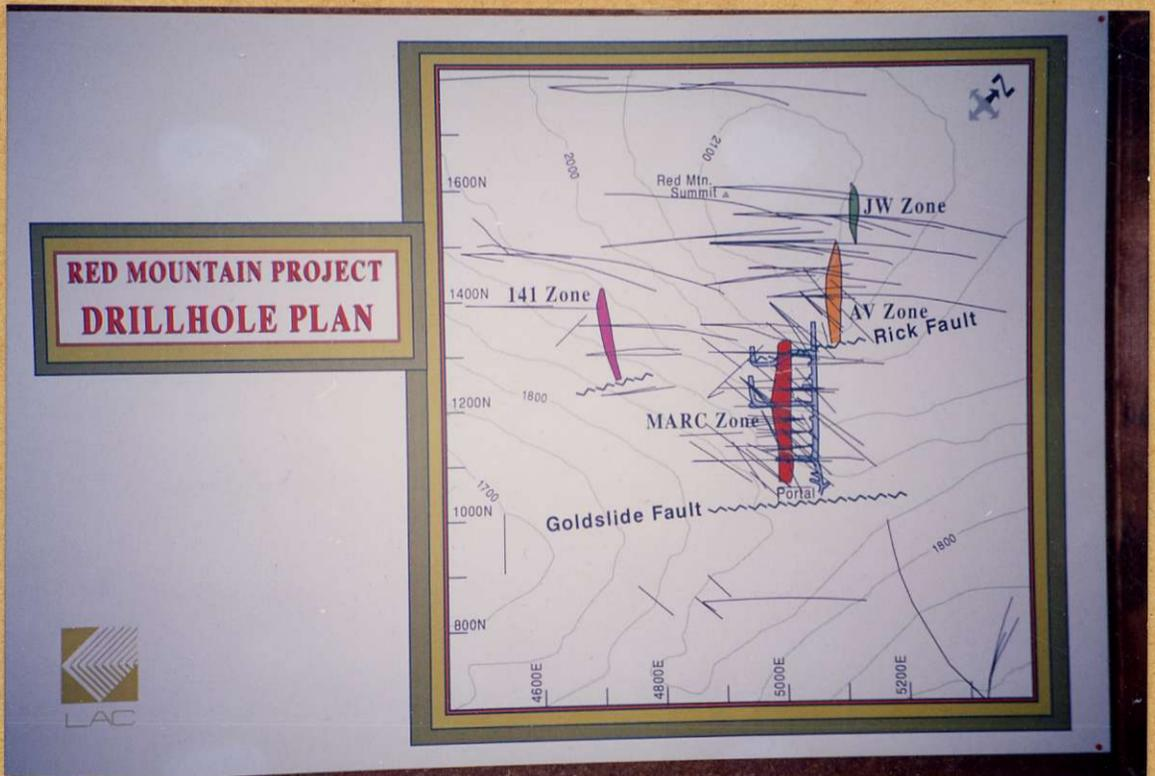 RED MOUNTAIN PROJECT
DRILLHOLE PLAN
LAC
N
2100
2000
Red Mtn.
Summit
1600N
JW Zone
1400N
141 Zone
AV Zone
Rick Fault
1800
1200N
MARC Zone
1700
Portal
1000N
Goldslide Fault
1800
800N
4600E
4800E
5000E
5200E